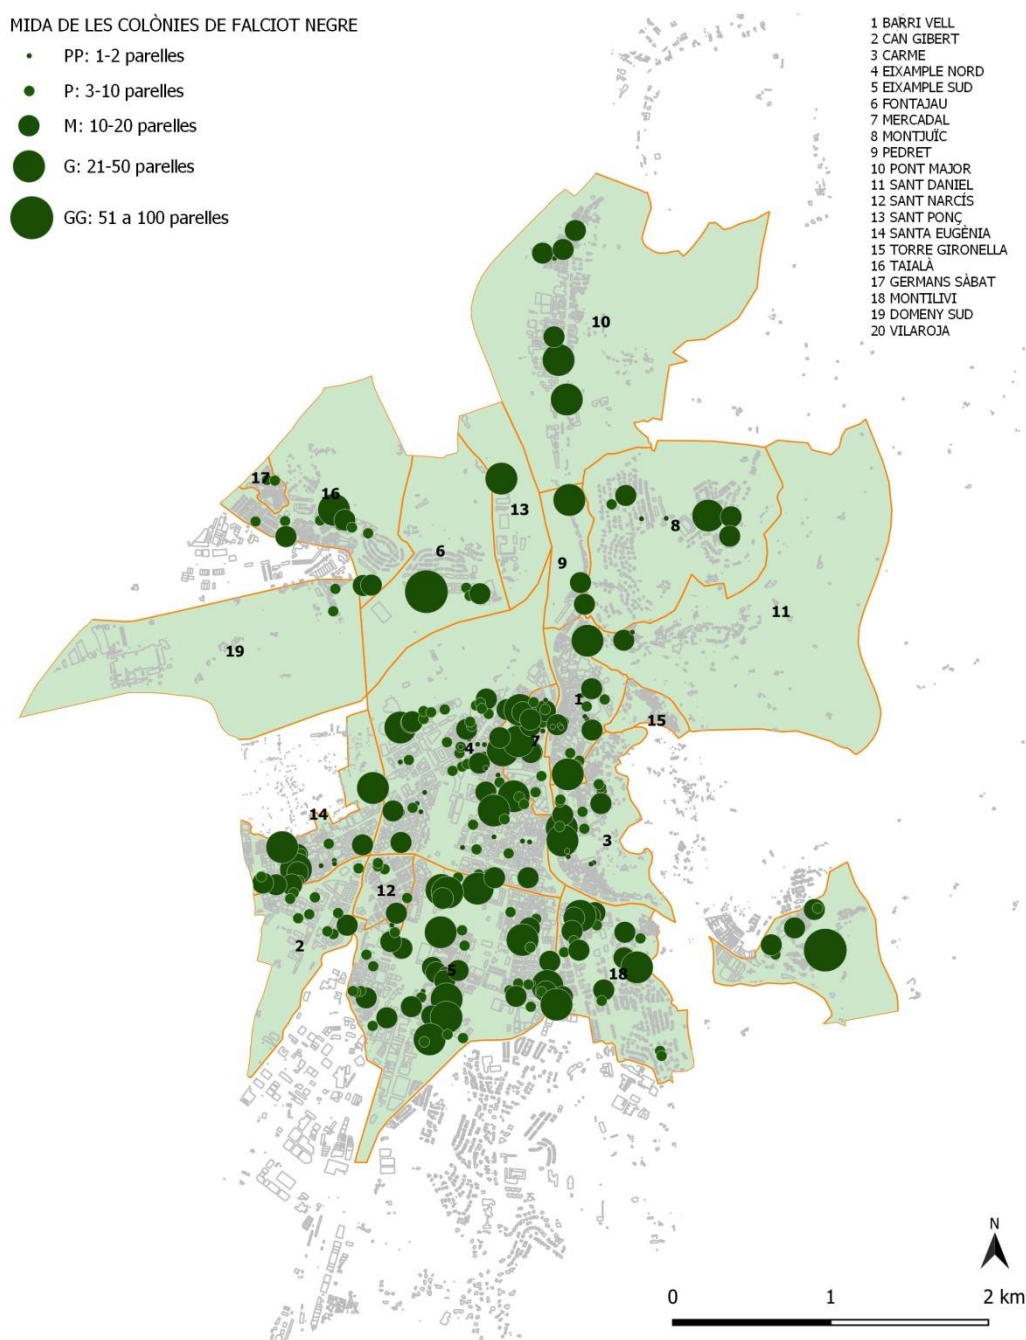 MIDA DE LES COLÒNIES DE FALCIOT NEGRE
PP: 1-2 parelles
P: 3-10 parelles
M: 10-20 parelles
G: 21-50 parelles
GG: 51 a 100 parelles
1 BARRI VELL
2 CAN GIBERT
3 CARME
4 EIXAMPLE NORD
5 EIXAMPLE SUD
6 FONTAJAU
7 MERCADAL
8 MONTJUÏC
9 PEDRET
10 PONT MAJOR
11 SANT DANIEL
12 SANT NARCÍS
13 SANT PONÇ
14 SANTA EUGÈNIA
15 TORRE GIRONELLA
16 TAIALÀ
17 GERMANS SÀBAT
18 MONTILIVI
19 DOMENY SUD
20 VILAROJA
10
17
16
13
8
6
9
11
19
1
15
4
7
14
3
12
2
5
18
N
0 1 2 km